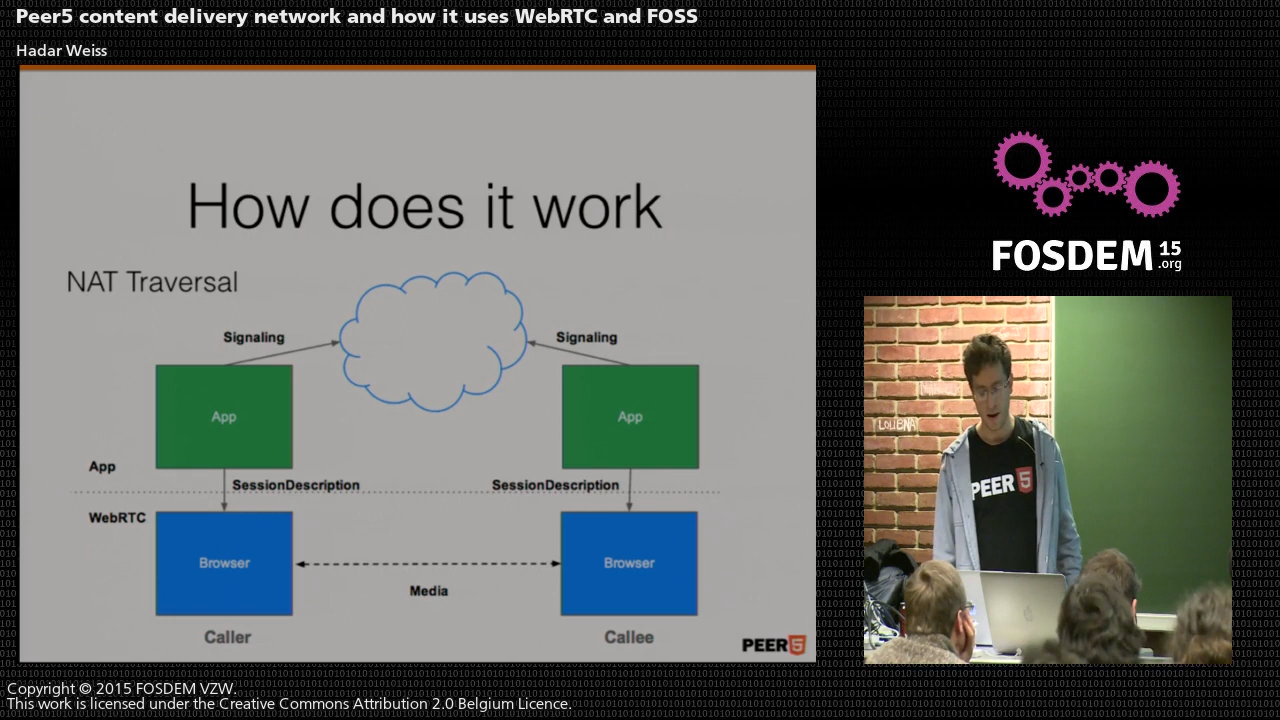 Peer5 content delivery network and how it uses WebRTC and FOSS
Hadar Weiss
How does it work
NAT Traversal
Signaling
Signaling
App
App
App
SessionDescription
SessionDescription
WebRTC
Browser
Browser
Media
Caller
Callee
PEER5
FOSDEM 15
.org
PEER 5
Copyright © 2015 FOSDEM VZW.
This work is licensed under the Creative Commons Attribution 2.0 Belgium Licence.